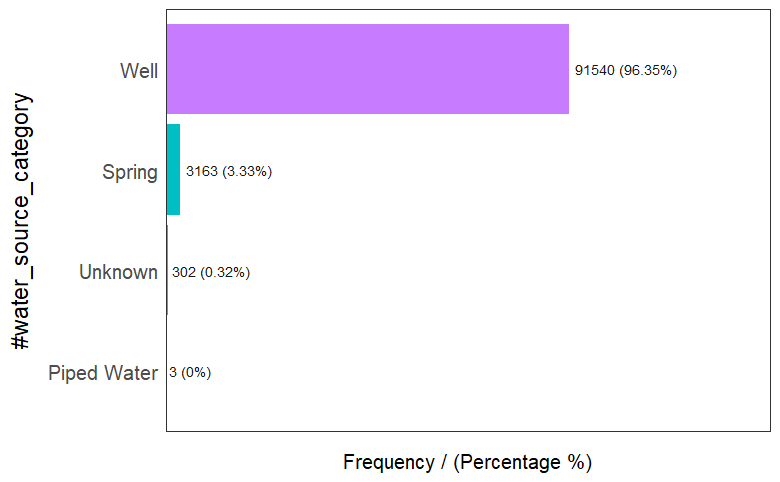 #water_source_category
Well
91540 (96.35%)
Spring
3163 (3.33%)
Unknown
302 (0.32%)
Piped Water
3 (0%)
Frequency / (Percentage %)